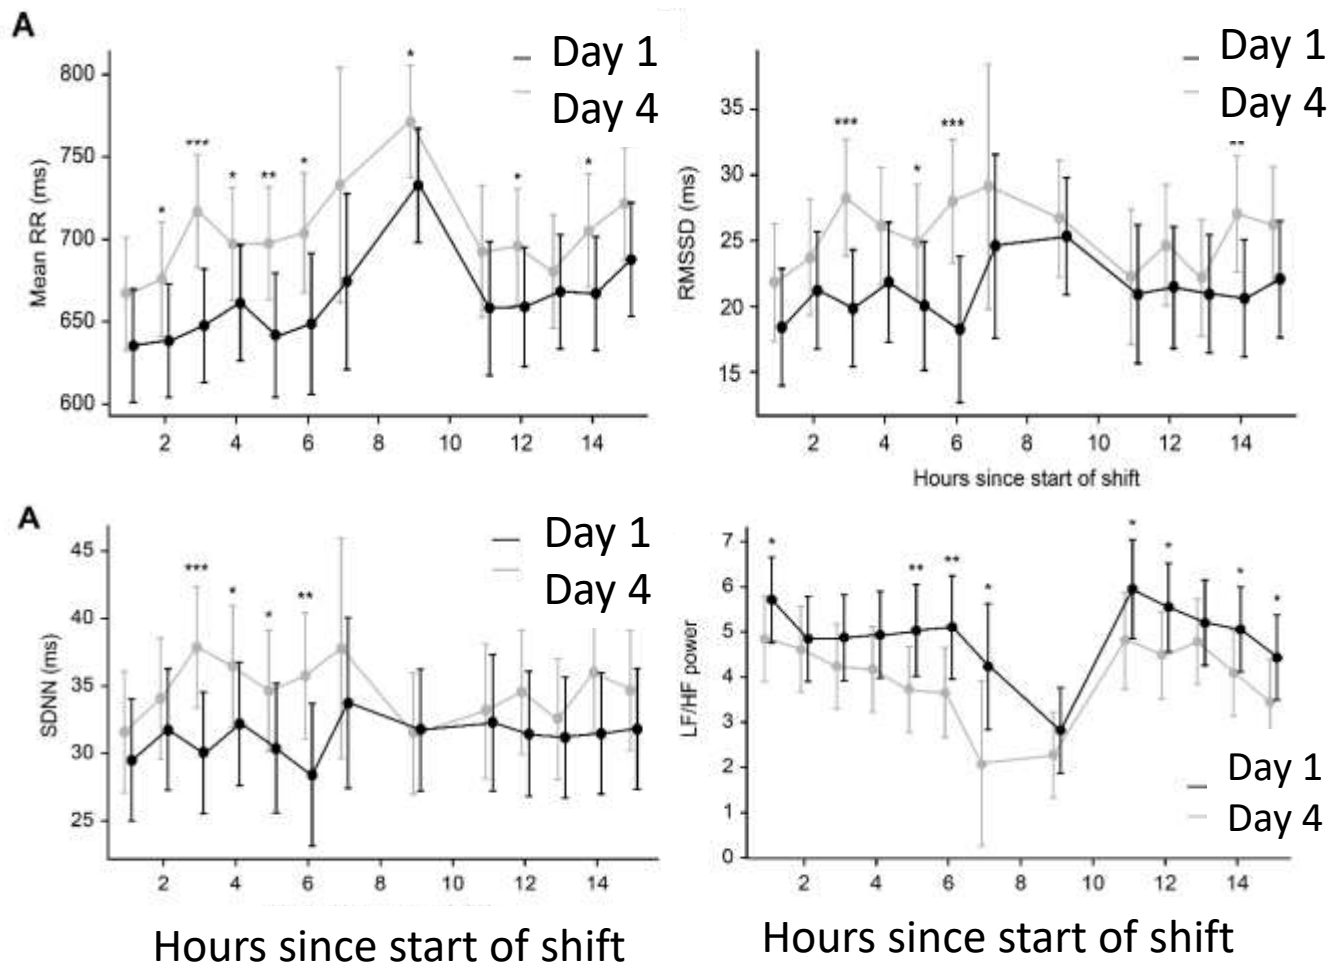 A
Day 1
Day 4
Mean RR (ms)
800
750
700
650
600
*
***
*
**
*
*
*
*
2 4 6 8 10 12 14
Day 1
Day 4
RMSSD (ms)
35
30
25
20
15
***
*
***
**
2 4 6 8 10 12 14
Hours since start of shift
A
Day 1
Day 4
SDNN (ms)
45
40
35
30
25
***
*
*
**
2 4 6 8 10 12 14
Hours since start of shift
LF/HF power
7
6
5
4
3
2
1
0
*
**
**
*
*
*
*
*
Day 1
Day 4
2 4 6 8 10 12 14
Hours since start of shift